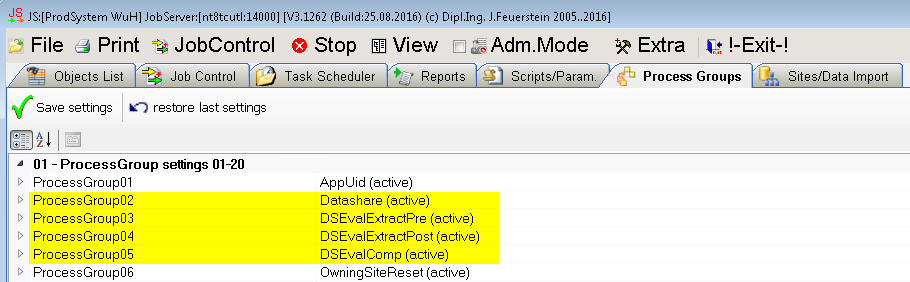 JS:[ProdSystem WuH] JobServer:[nt8tcutl:14000] [V3.1262 (Build:25.08.2016) (c) Dipl.Ing. J.Feuerstein 2005..2016]
File Print JobControl Stop View Adm.Mode Extra !-Exit-!
Objects List Job Control Task Scheduler Reports Scripts/Param. Process Groups Sites/Data Import
Save settings restore last settings
01 - ProcessGroup settings 01-20
ProcessGroup01 AppUid (active)
ProcessGroup02 Datashare (active)
ProcessGroup03 DSEvalExtractPre (active)
ProcessGroup04 DSEvalExtractPost (active)
ProcessGroup05 DSEvalComp (active)
ProcessGroup06 OwningSiteReset (active)